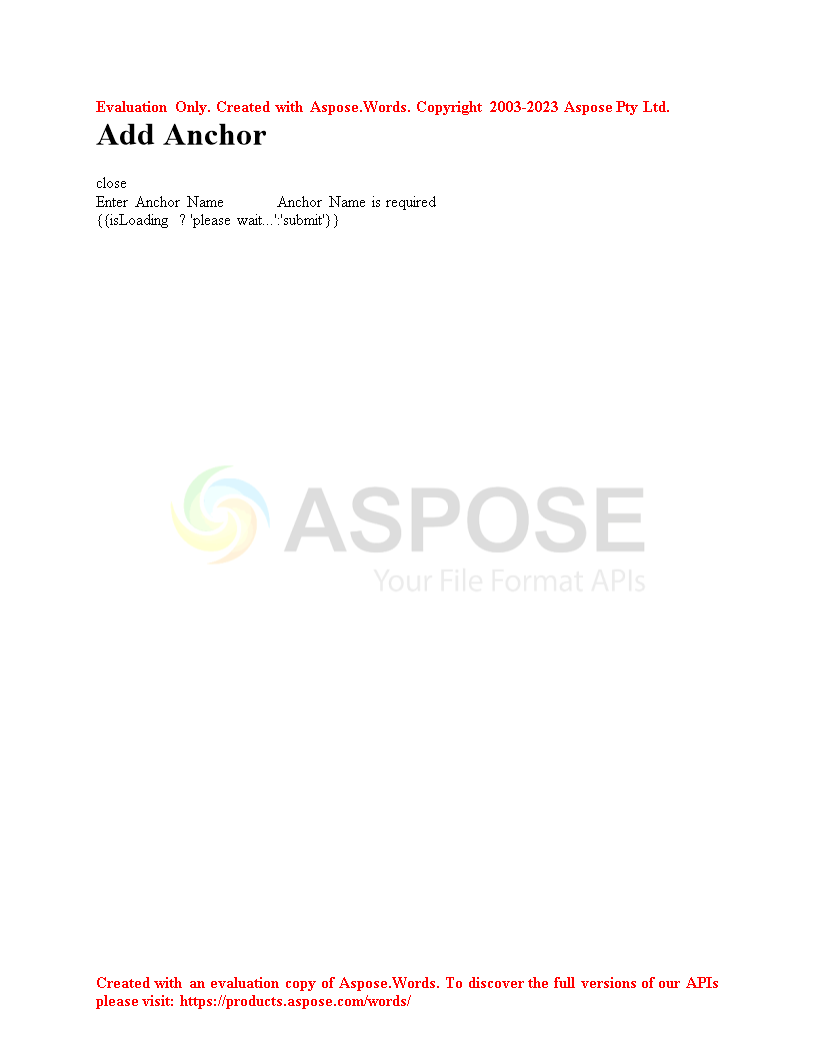 Evaluation Only. Created with Aspose.Words. Copyright 2003-2023 Aspose Pty Ltd.
Add Anchor
close
Enter Anchor Name Anchor Name is required
{{isLoading ? 'please wait...':'submit'}}
ASPOSE
Your File Format APIs
Created with an evaluation copy of Aspose.Words. To discover the full versions of our APIs
please visit: https://products.aspose.com/words/